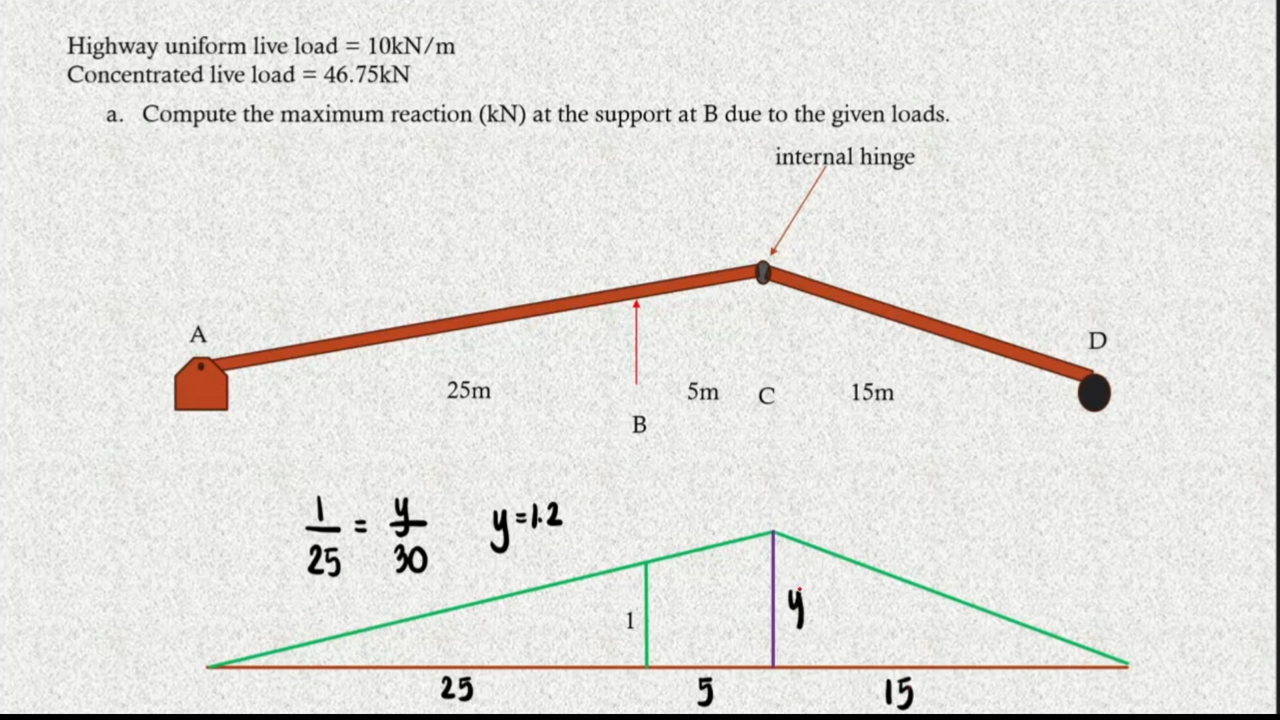 Highway uniform live load = 10kN/m
Concentrated live load = 46.75kN
a. Compute the maximum reaction (kN) at the support at B due to the given loads.
internal hinge
A
D
25m
5m
C
15m
B
1/25 = y/30 y=1.2
1
y
25
5
15